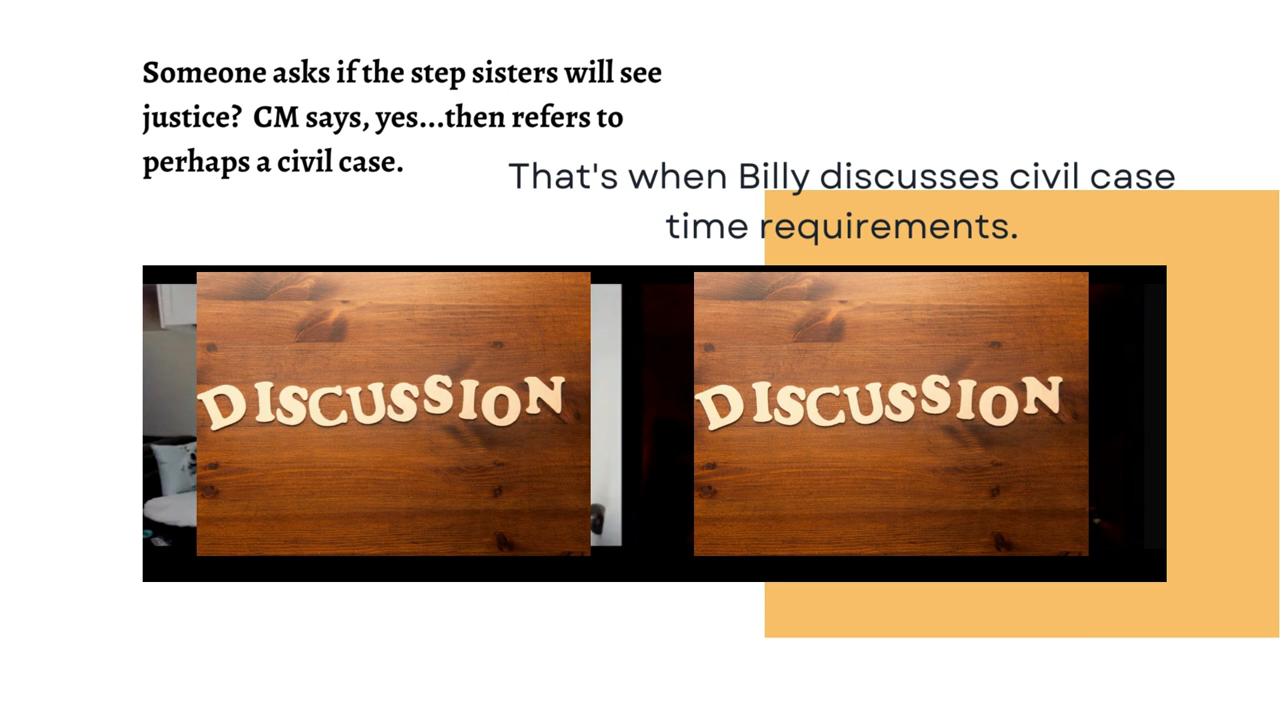 Someone asks if the step sisters will see
justice?  CM says, yes...then refers to
perhaps a civil case.
That's when Billy discusses civil case
time requirements.
DISCUSSION
DISCUSSION